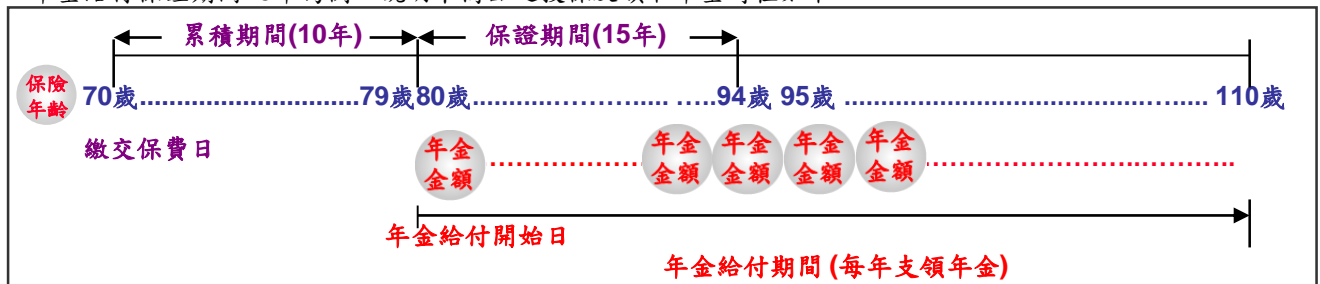 累積期間(10年) 保證期間(15年)
保險
年齡
70歲..............................79歲 80歲.........………….... …..94歲 95歲 ...........................................…..... 110歲
繳交保費日
年金 年金 年金 年金 年金
金額 金額 金額 金額 金額
年金給付開始日
年金給付期間 (每年支領年金)